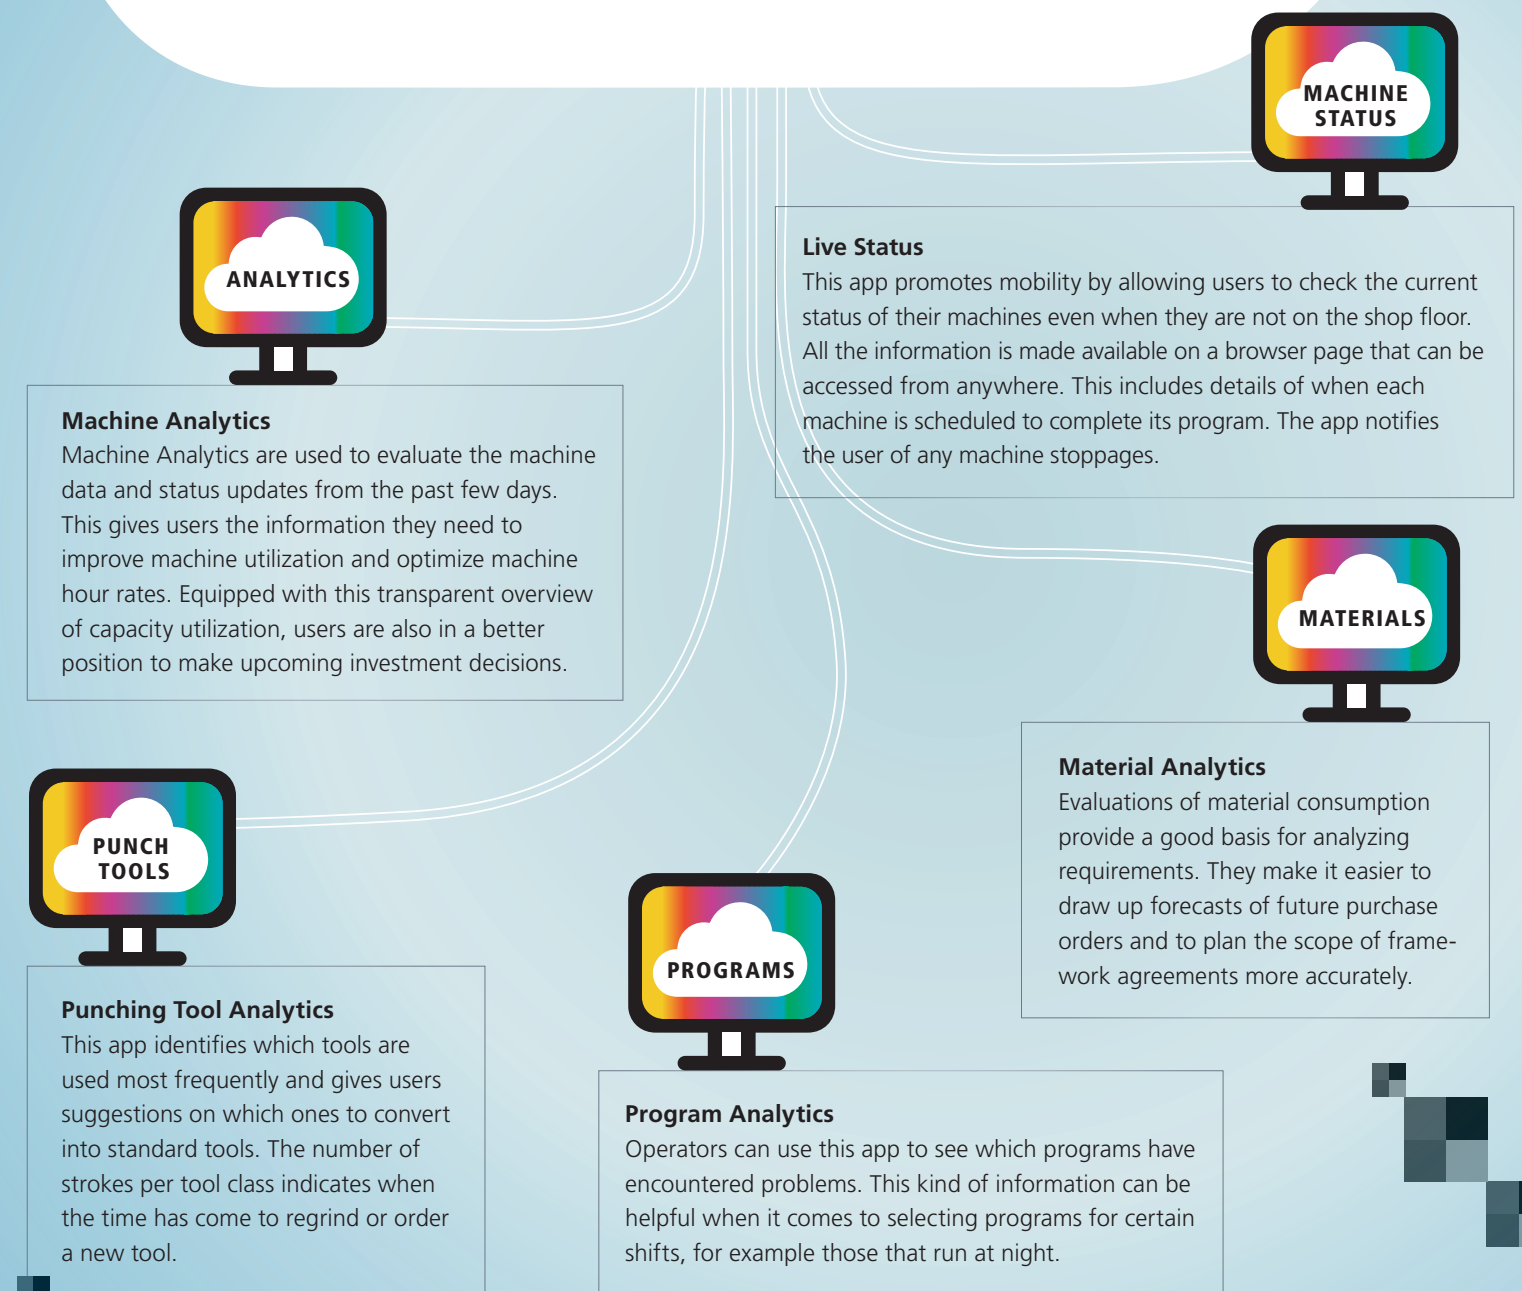 MACHINE
STATUS
Live Status
This app promotes mobility by allowing users to check the current
status of their machines even when they are not on the shop floor.
All the information is made available on a browser page that can be
accessed from anywhere. This includes details of when each
machine is scheduled to complete its program. The app notifies
the user of any machine stoppages.
ANALYTICS
Machine Analytics
Machine Analytics are used to evaluate the machine
data and status updates from the past few days.
This gives users the information they need to
improve machine utilization and optimize machine
hour rates. Equipped with this transparent overview
of capacity utilization, users are also in a better
position to make upcoming investment decisions.
MATERIALS
Material Analytics
Evaluations of material consumption
provide a good basis for analyzing
requirements. They make it easier to
draw up forecasts of future purchase
orders and to plan the scope of frame-
work agreements more accurately.
PUNCH
TOOLS
Punching Tool Analytics
This app identifies which tools are
used most frequently and gives users
suggestions on which ones to convert
into standard tools. The number of
strokes per tool class indicates when
the time has come to regrind or order
a new tool.
PROGRAMS
Program Analytics
Operators can use this app to see which programs have
encountered problems. This kind of information can be
helpful when it comes to selecting programs for certain
shifts, for example those that run at night.